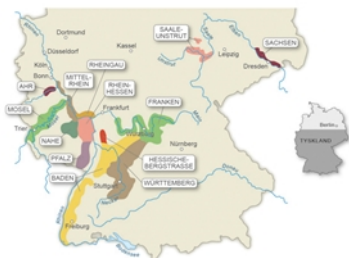 Dortmund
Düsseldorf
Kassel
SAALE-
UNSTRUT
Leipzig
SACHSEN
Dresden
Köln
Bonn
MITTEL-
RHEIN
RHEINGAU
AHR
RHEIN-
HESSEN
Frankfurt
FRANKEN
MOSEL
Trier
NAHE
Nürnberg
PFALZ
HESSISCHE-
BERGSTRASSE
BADEN
Stuttgart
WÜRTTEMBERG
Freiburg
Bodensee
Berlin
TYSKLAND